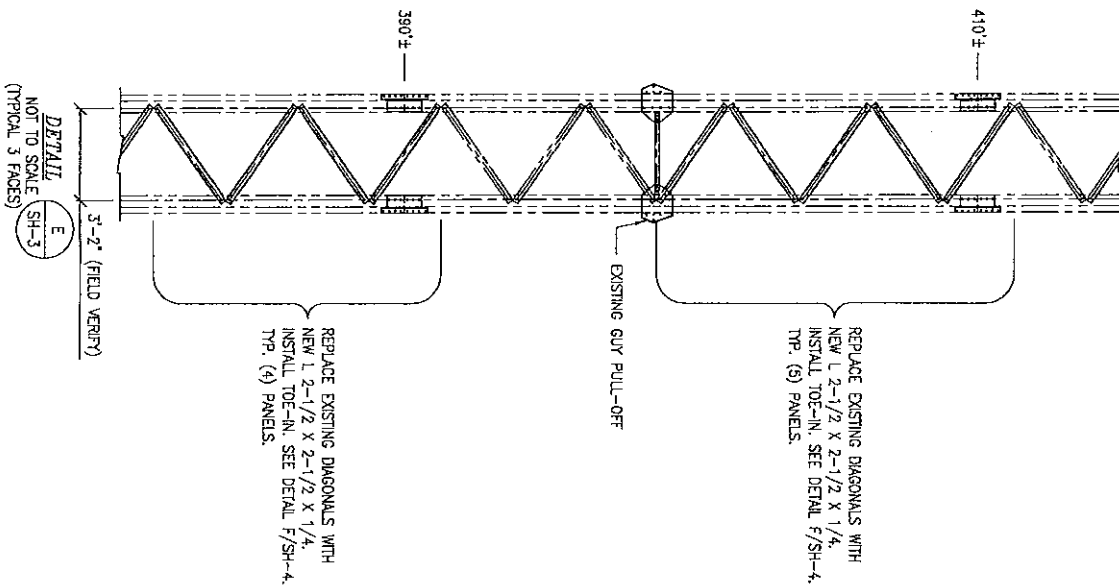 410'±
390'±
REPLACE EXISTING DIAGONALS WITH
NEW L 2-1/2 X 2-1/2 X 1/4.
INSTALL TOE-IN. SEE DETAIL F/SH-4.
TYP. (5) PANELS.
EXISTING GUY PULL-OFF
REPLACE EXISTING DIAGONALS WITH
NEW L 2-1/2 X 2-1/2 X 1/4.
INSTALL TOE-IN. SEE DETAIL F/SH-4.
TYP. (4) PANELS.
3'-2" (FIELD VERIFY)
DETAIL
NOT TO SCALE
(TYPICAL 3 FACES)
E
SH-3